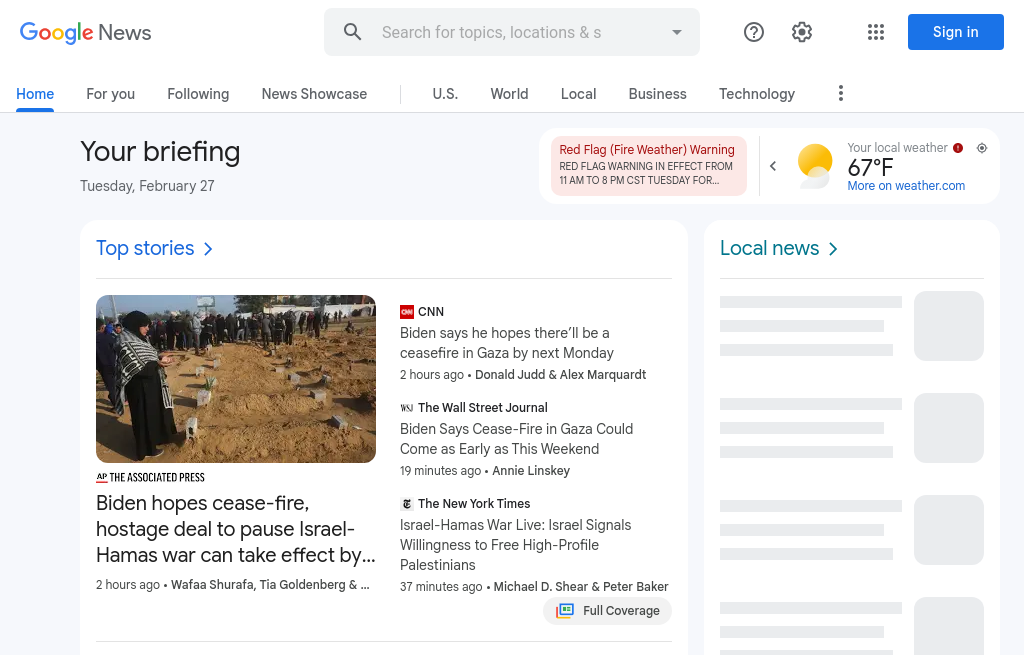 Google News
Search for topics, locations & s
Sign in
Home
For you
Following
News Showcase
U.S.
World
Local
Business
Technology
Your briefing
Tuesday, February 27
Red Flag (Fire Weather) Warning
RED FLAG WARNING IN EFFECT FROM
11 AM TO 8 PM CST TUESDAY FOR…
Your local weather
67°F
More on weather.com
Top stories
AP THE ASSOCIATED PRESS
Biden hopes cease-fire,
hostage deal to pause Israel-
Hamas war can take effect by…
2 hours ago • Wafaa Shurafa, Tia Goldenberg & …
CNN CNN
Biden says he hopes there’ll be a
ceasefire in Gaza by next Monday
2 hours ago • Donald Judd & Alex Marquardt
WSJ The Wall Street Journal
Biden Says Cease-Fire in Gaza Could
Come as Early as This Weekend
19 minutes ago • Annie Linskey
The New York Times
Israel-Hamas War Live: Israel Signals
Willingness to Free High-Profile
Palestinians
37 minutes ago • Michael D. Shear & Peter Baker
Full Coverage
Local news